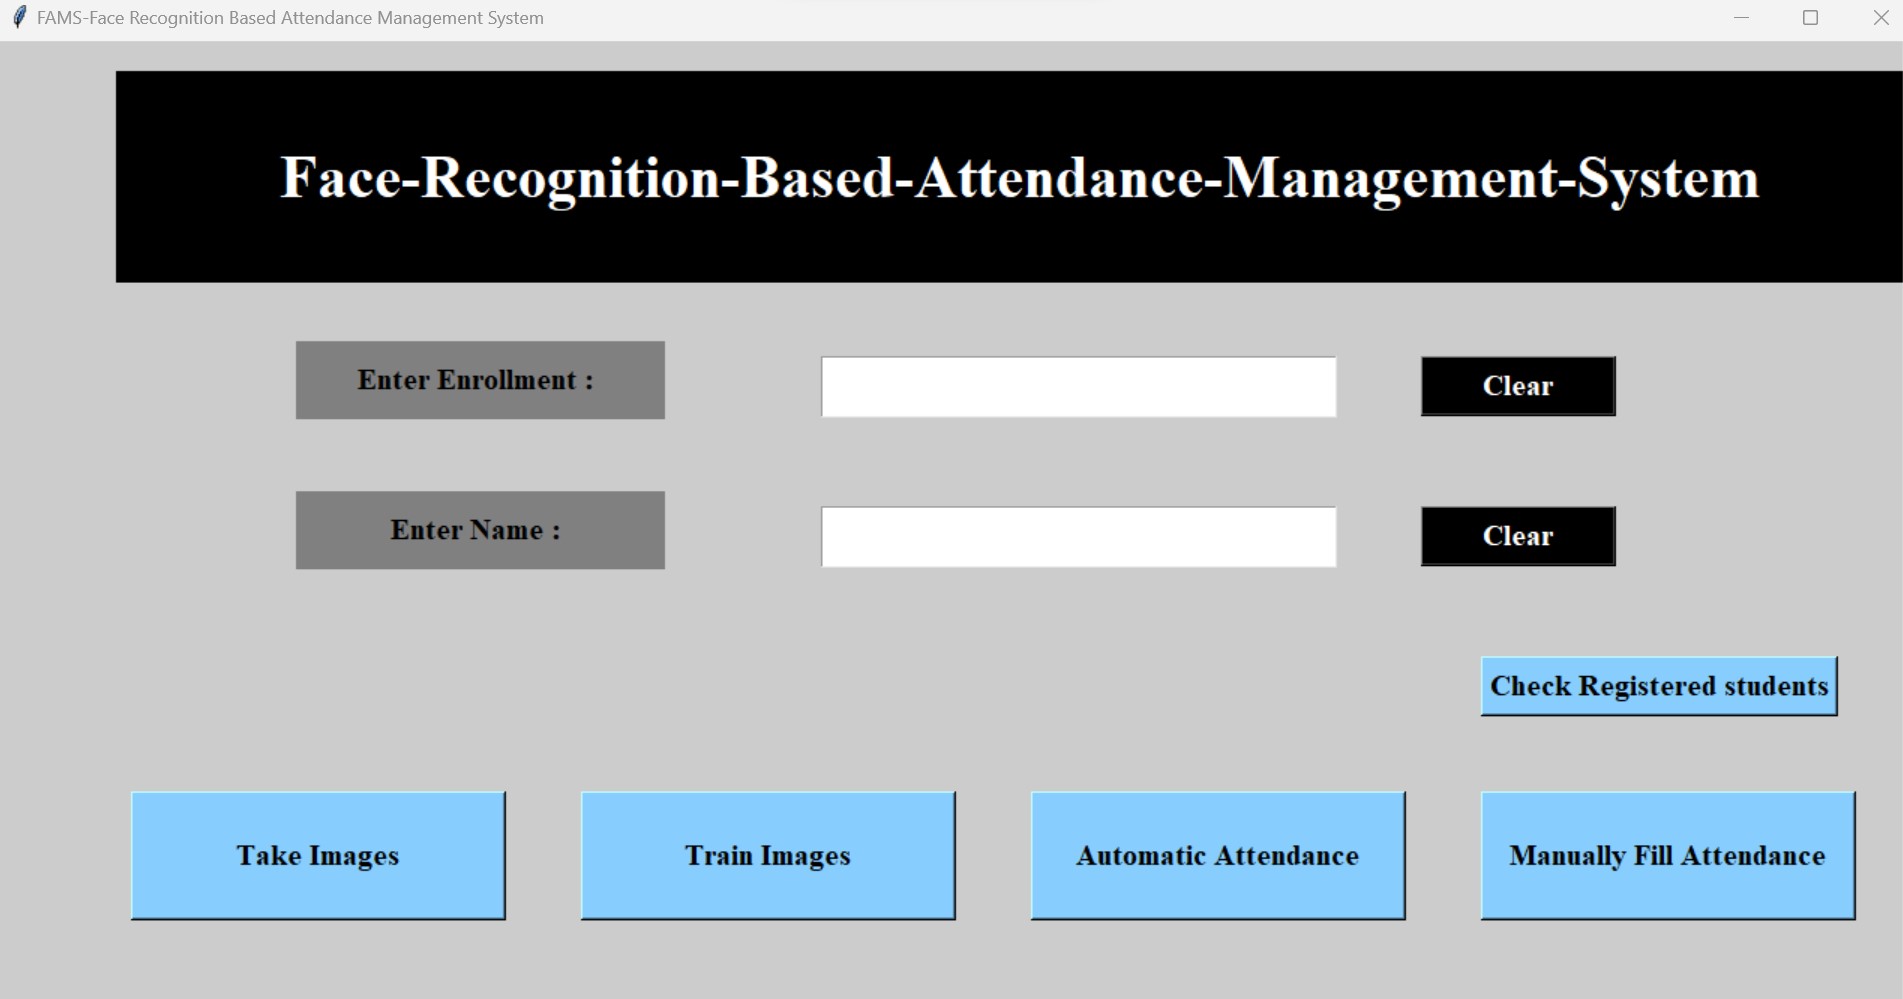 FAMS-Face Recognition Based Attendance Management System
Face-Recognition-Based-Attendance-Management-System
Enter Enrollment :
Clear
Enter Name :
Clear
Check Registered students
Take Images
Train Images
Automatic Attendance
Manually Fill Attendance